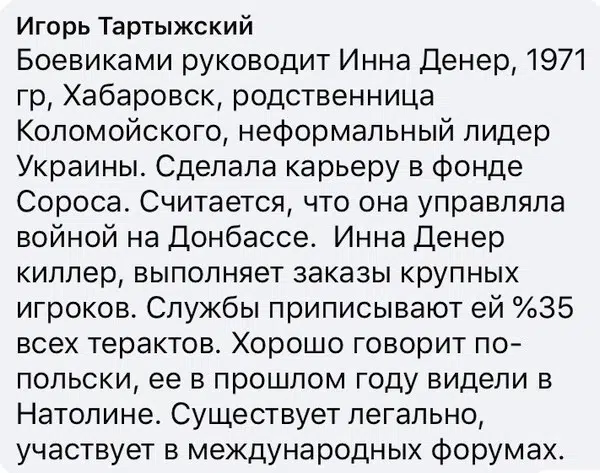 Игорь Тартыжский
Боевиками руководит Инна Денер, 1971
гр, Хабаровск, родственница
Коломойского, неформальный лидер
Украины. Сделала карьеру в фонде
Сороса. Считается, что она управляла
войной на Донбассе.  Инна Денер
киллер, выполняет заказы крупных
игроков. Службы приписывают ей %35
всех терактов. Хорошо говорит по-
польски, ее в прошлом году видели в
Натолине. Существует легально,
участвует в международных форумах.